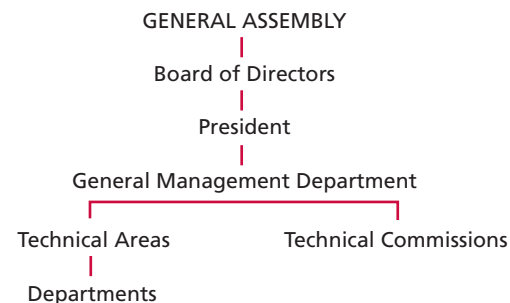 GENERAL ASSEMBLY
Board of Directors
President
General Management Department
Technical Areas
Technical Commissions
Departments